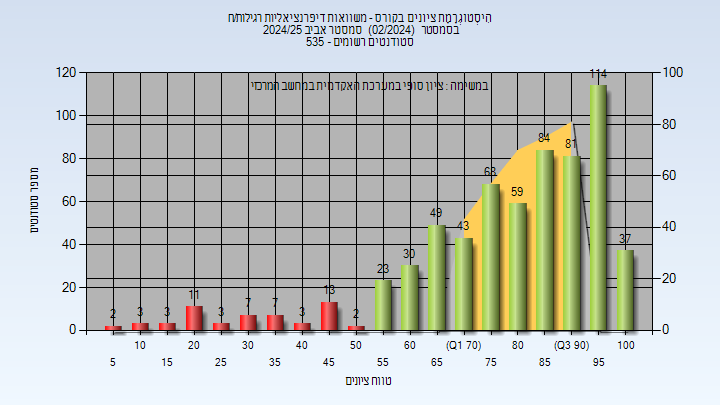 היסטוגרמת ציונים בקורס - משוואות דיפרנציאליות רגילות/ח
בסמסטר (02/2024) סמסטר אביב 2024/25
סטודנטים רשומים - 535
במשימה : ציון סופי במערכת האקדמית במחשב המרכזי
מספר סטודנטים
120
100
80
60
40
20
0
100
80
60
40
20
0
2 3 3 11 3 7 7 3 13 2 23 30 49 43 68 59 84 81 114 37
10 20 30 40 50 60 (Q1 70) 80 (Q3 90) 100
5 15 25 35 45 55 65 75 85 95
טווח ציונים